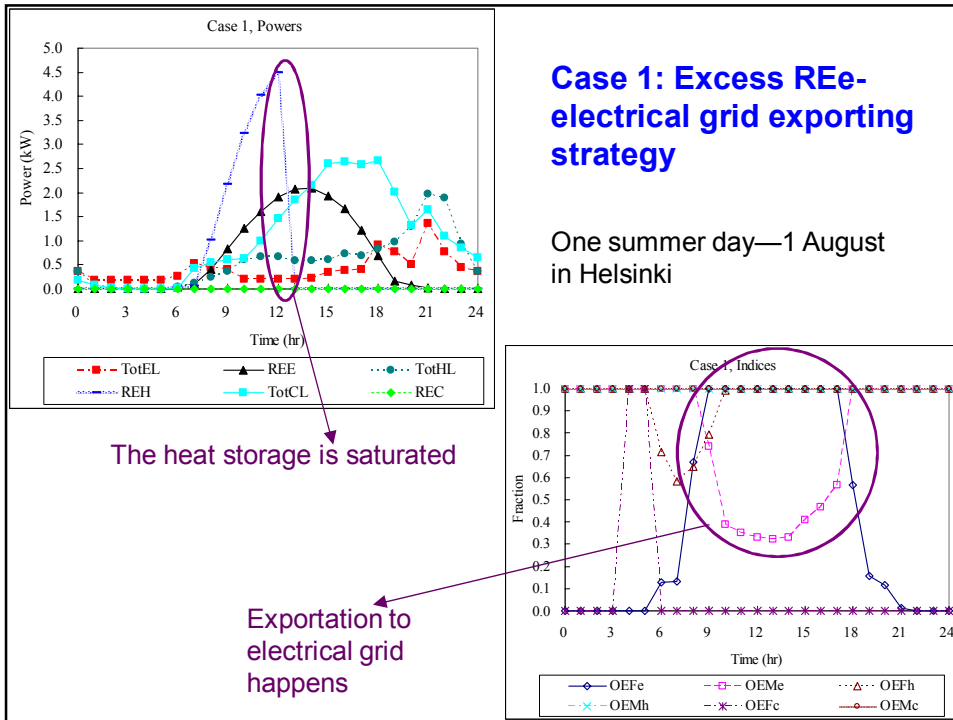 Case 1, Powers
5.0
4.5
4.0
3.5
3.0
2.5
2.0
1.5
1.0
0.5
0.0
Power (kW)
0 3 6 9 12 15 18 21 24
Time (hr)
TotEL REE TotHL
REH TotCL REC
Case 1: Excess REe-
electrical grid exporting
strategy
One summer day—1 August
in Helsinki
The heat storage is saturated
Exportation to
electrical grid
happens
Case 1, Indices
1.0
0.9
0.8
0.7
0.6
0.5
0.4
0.3
0.2
0.1
0.0
Fraction
0 3 6 9 12 15 18 21 24
Time (hr)
OEFe OEMe OEFh
OEMh OEFc OEMc